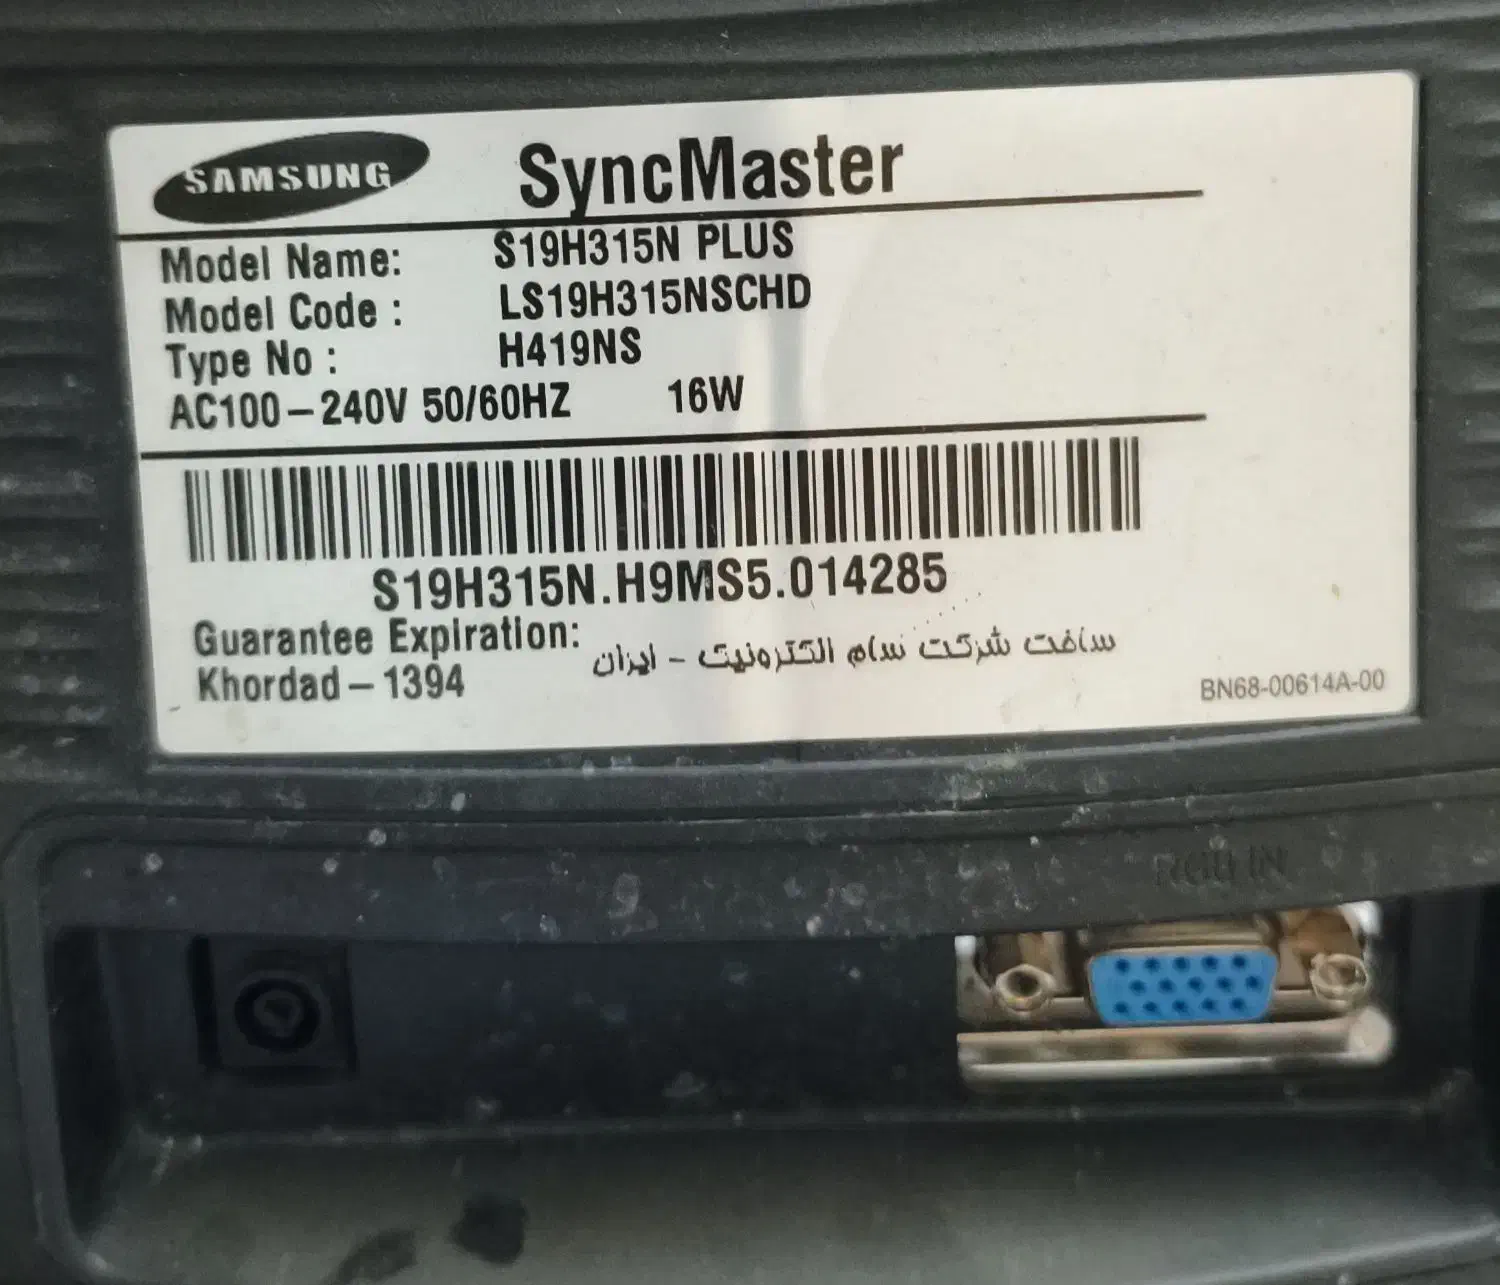 SAMSUNG SyncMaster
Model Name: S19H315N PLUS
Model Code : LS19H315NSCHD
Type No : H419NS
AC100-240V 50/60HZ 16W
S19H315N.H9MS5.014285
Guarantee Expiration:
ساخت شرکت سام الکترونیک - ایران
Khordad-1394
BN68-00614A-00
RGB IN